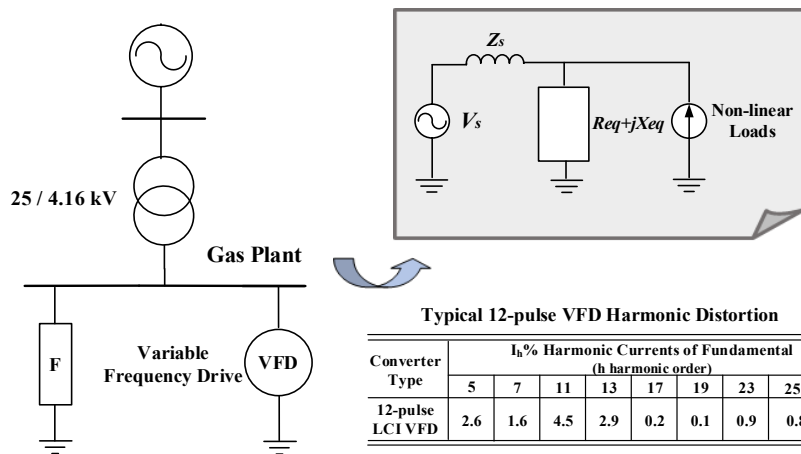 Zs
Vs
Req+jXeq
Non-linear
Loads
25 / 4.16 kV
Gas Plant
F
Variable
Frequency Drive
VFD
Typical 12-pulse VFD Harmonic Distortion
Converter
Type
Ih% Harmonic Currents of Fundamental
(h harmonic order)
5 7 11 13 17 19 23 25
12-pulse
LCI VFD
2.6 1.6 4.5 2.9 0.2 0.1 0.9